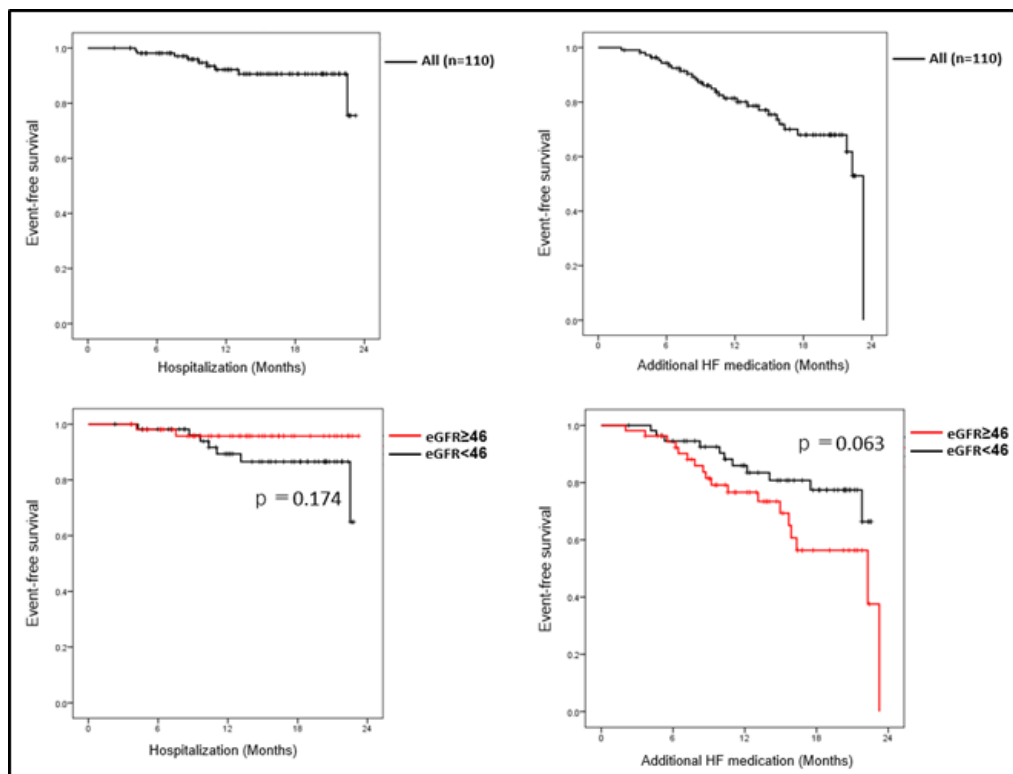 Event-free survival
1.0
0.8
0.6
0.4
0.2
0.0
0 6 12 18 24
Hospitalization (Months)
All (n=110)
Event-free survival
1.0
0.8
0.6
0.4
0.2
0.0
0 6 12 18 24
Additional HF medication (Months)
All (n=110)
Event-free survival
1.0
0.8
0.6
0.4
0.2
0.0
0 6 12 18 24
Hospitalization (Months)
p = 0.174
eGFR≥46
eGFR<46
Event-free survival
1.0
0.8
0.6
0.4
0.2
0.0
0 6 12 18 24
Additional HF medication (Months)
p = 0.063
eGFR≥46
eGFR<46